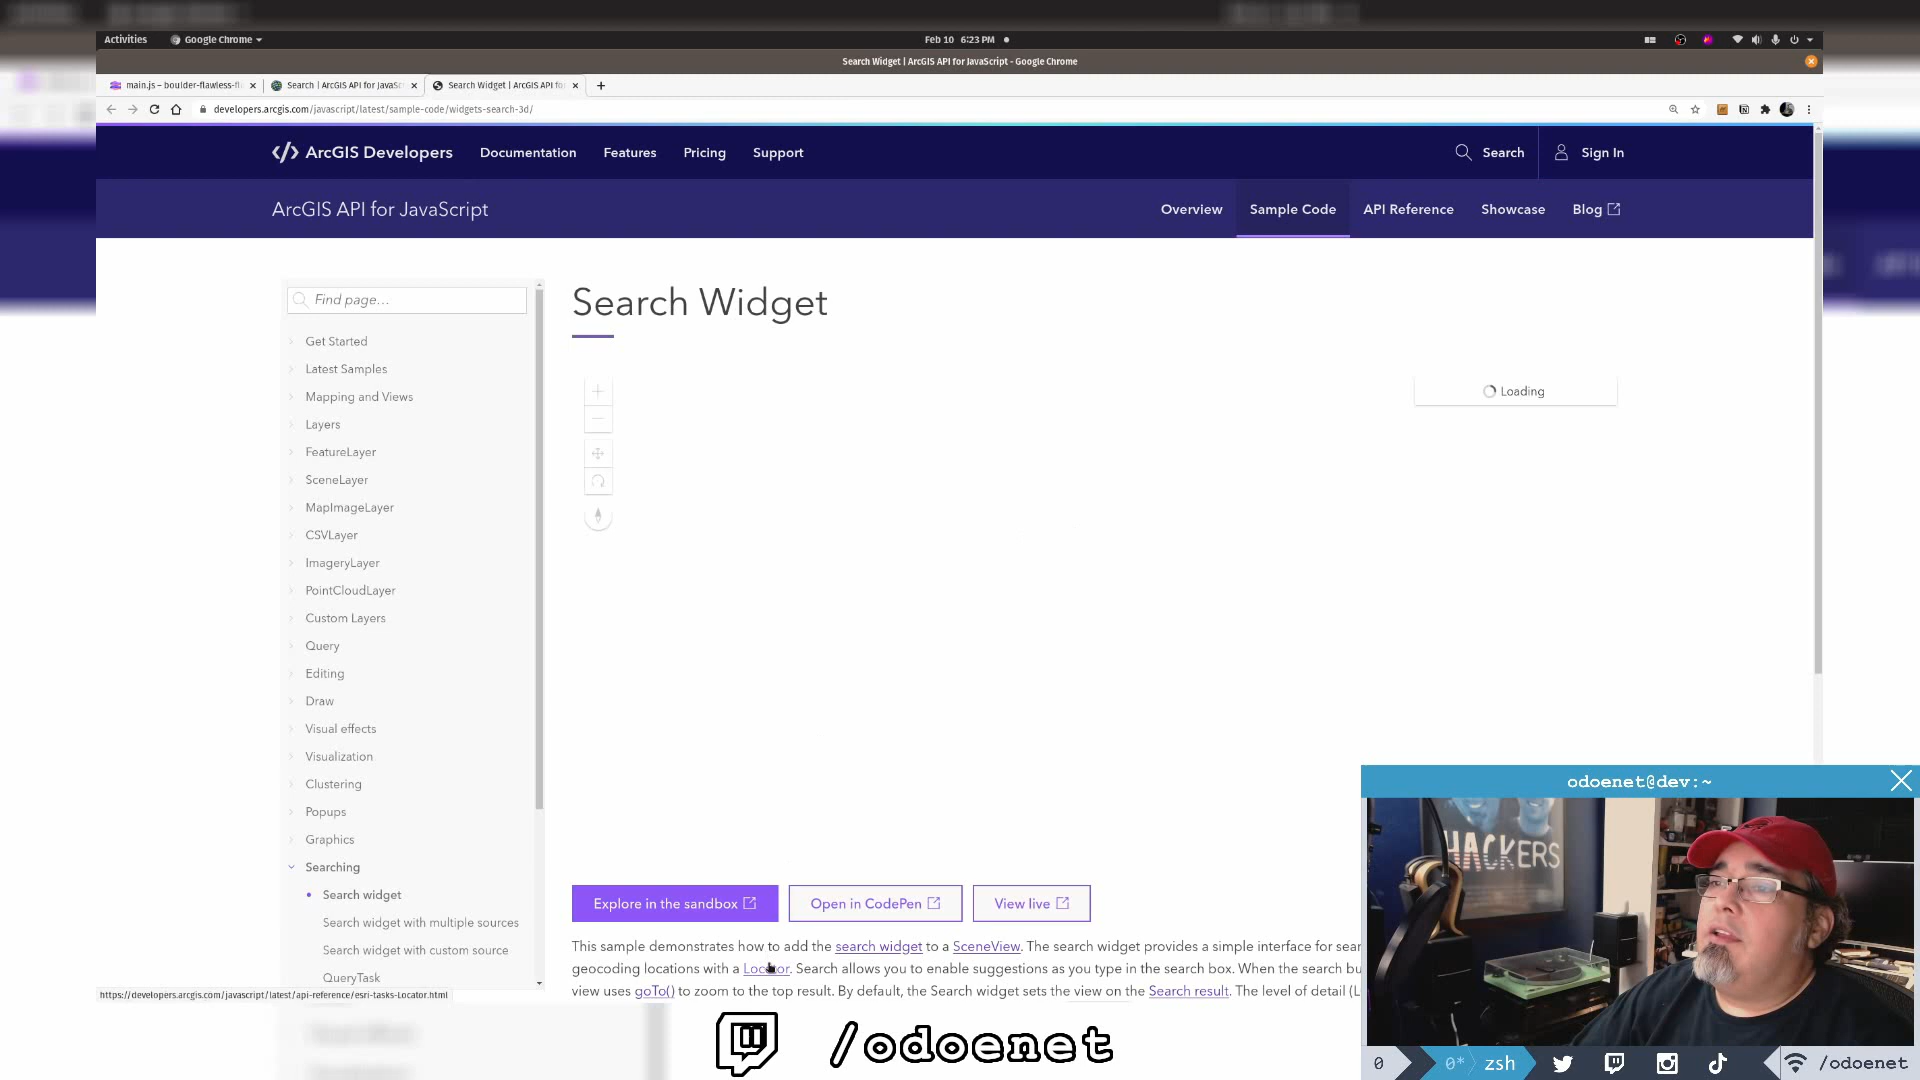 Activities
Google Chrome
Feb 10 6:23 PM
Search Widget | ArcGIS API for JavaScript - Google Chrome
main.js – boulder-flawless-fl
Search | ArcGIS API for JavaScr
Search Widget | ArcGIS API fo
developers.arcgis.com/javascript/latest/sample-code/widgets-search-3d/
</> ArcGIS Developers
Documentation
Features
Pricing
Support
Search
Sign In
ArcGIS API for JavaScript
Overview
Sample Code
API Reference
Showcase
Blog
Find page...
Get Started
Latest Samples
Mapping and Views
Layers
FeatureLayer
SceneLayer
MapImageLayer
CSVLayer
ImageryLayer
PointCloudLayer
Custom Layers
Query
Editing
Draw
Visual effects
Visualization
Clustering
Popups
Graphics
Searching
Search widget
Search widget with multiple sources
Search widget with custom source
QueryTask
https://developers.arcgis.com/javascript/latest/api-reference/esri-tasks-Locator.html
Search Widget
Loading
Explore in the sandbox
Open in CodePen
View live
This sample demonstrates how to add the search widget to a SceneView. The search widget provides a simple interface for sear
geocoding locations with a Locator. Search allows you to enable suggestions as you type in the search box. When the search bu
view uses goTo() to zoom to the top result. By default, the Search widget sets the view on the Search result. The level of detail (L
odoenet@dev:~
HACKERS
/odoenet
0
0*
zsh
/odoenet